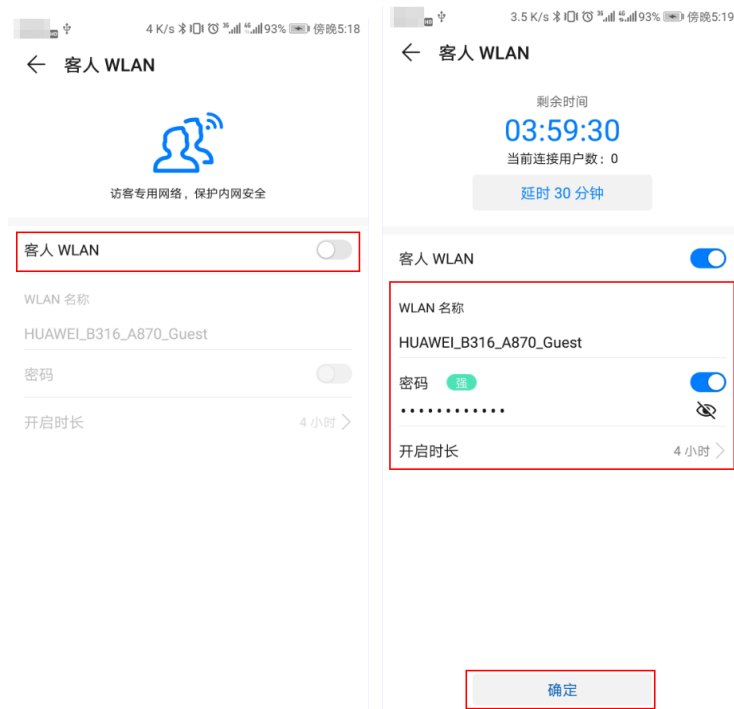 4 K/s 3G 4G 93% 傍晚5:18
客人 WLAN
访客专用网络，保护内网安全
客人 WLAN
WLAN 名称
HUAWEI_B316_A870_Guest
密码
开启时长 4 小时
3.5 K/s 3G 4G 93% 傍晚5:19
客人 WLAN
剩余时间
03:59:30
当前连接用户数：0
延时 30 分钟
客人 WLAN
WLAN 名称
HUAWEI_B316_A870_Guest
密码 强
••••••••••••
开启时长 4 小时
确定